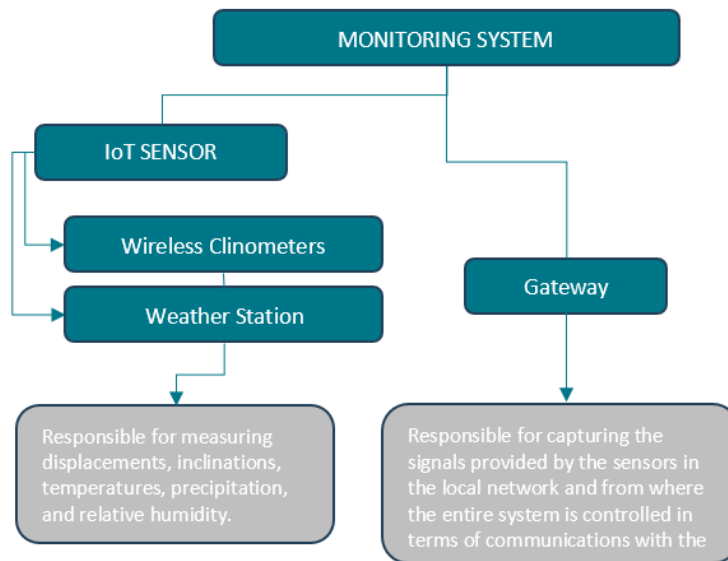 MONITORING SYSTEM
IoT SENSOR
Wireless Clinometers
Weather Station
Gateway
Responsible for measuring
displacements, inclinations,
temperatures, precipitation,
and relative humidity.
Responsible for capturing the
signals provided by the sensors in
the local network and from where
the entire system is controlled in
terms of communications with the